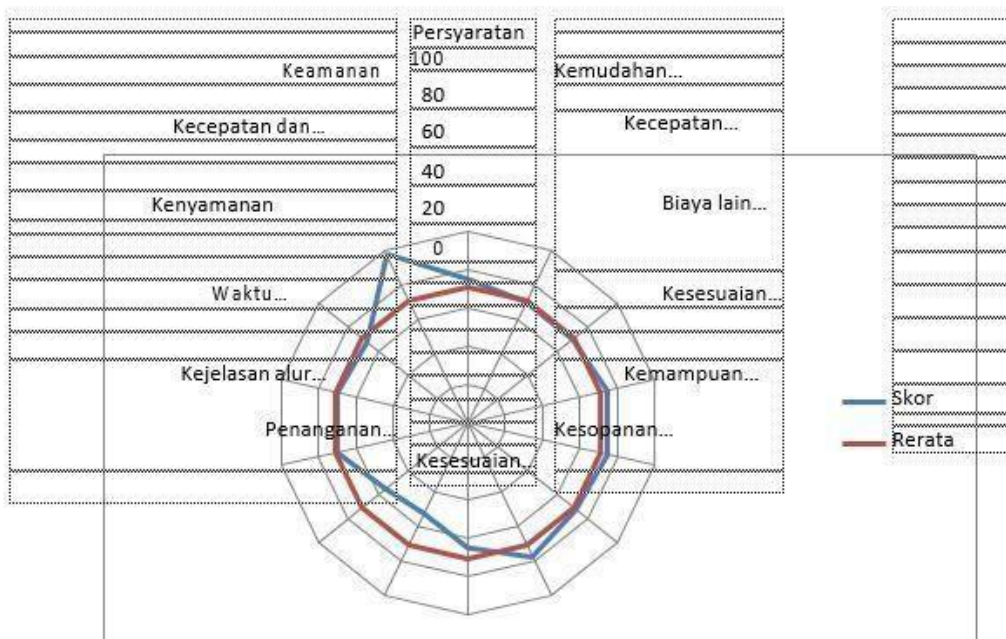 Persyaratan
100
Keamanan
Kemudahan...
80
Kecepatan dan...
60
Kecepatan...
40
Kenyamanan
20
Biaya lain...
0
Waktu...
Kesesuaian...
Kejelasan alur...
Kemampuan...
Skor
Penanganan...
Kesopanan...
Rerata
Kesesuaian...